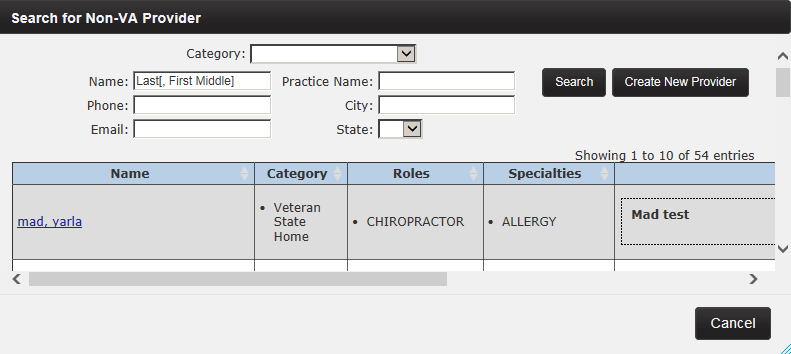 Search for Non-VA Provider
Category:
Name: Last[, First Middle] Practice Name: Search Create New Provider
Phone: City:
Email: State:
Showing 1 to 10 of 54 entries
Name Category Roles Specialties
mad, yarla • Veteran State Home • CHIROPRACTOR • ALLERGY Mad test
Cancel